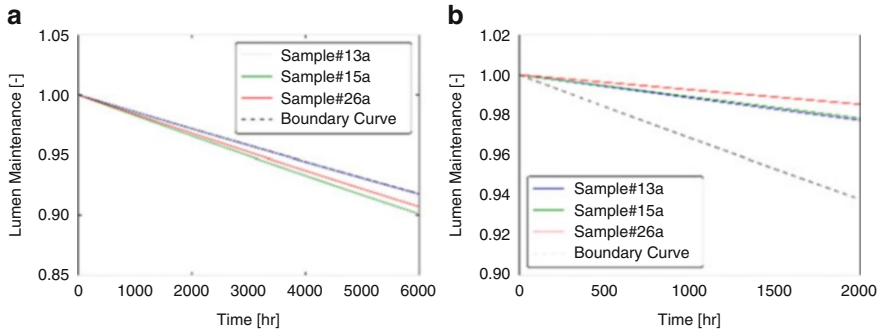 a
1.05
1.00
0.95
0.90
0.85
Lumen Maintenance [-]
Sample#13a
Sample#15a
Sample#26a
Boundary Curve
0 1000 2000 3000 4000 5000 6000
Time [hr]
b
1.02
1.00
0.98
0.96
0.94
0.92
0.90
Lumen Maintenance [-]
Sample#13a
Sample#15a
Sample#26a
Boundary Curve
0 500 1000 1500 2000
Time [hr]